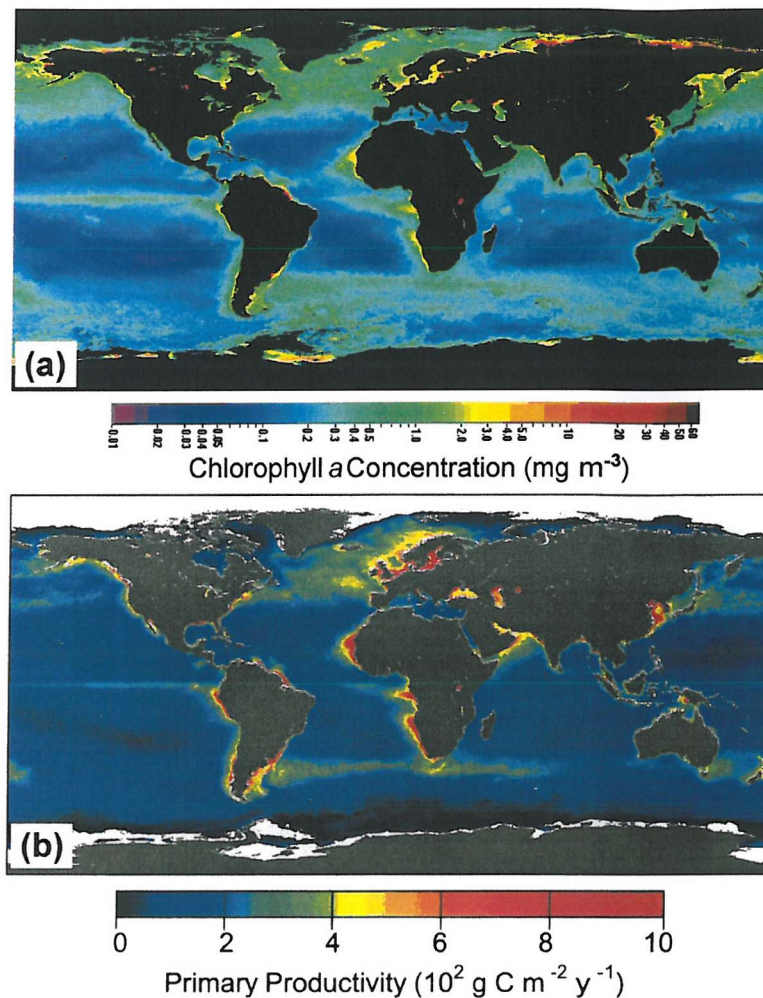 (a)
0.01 0.02 0.03 0.04 0.05 0.1 0.2 0.3 0.4 0.5 1.0 2.0 3.0 4.0 5.0 10 20 30 40 50 60
Chlorophyll a Concentration (mg m⁻³)
(b)
0 2 4 6 8 10
Primary Productivity (10² g C m⁻² y⁻¹)